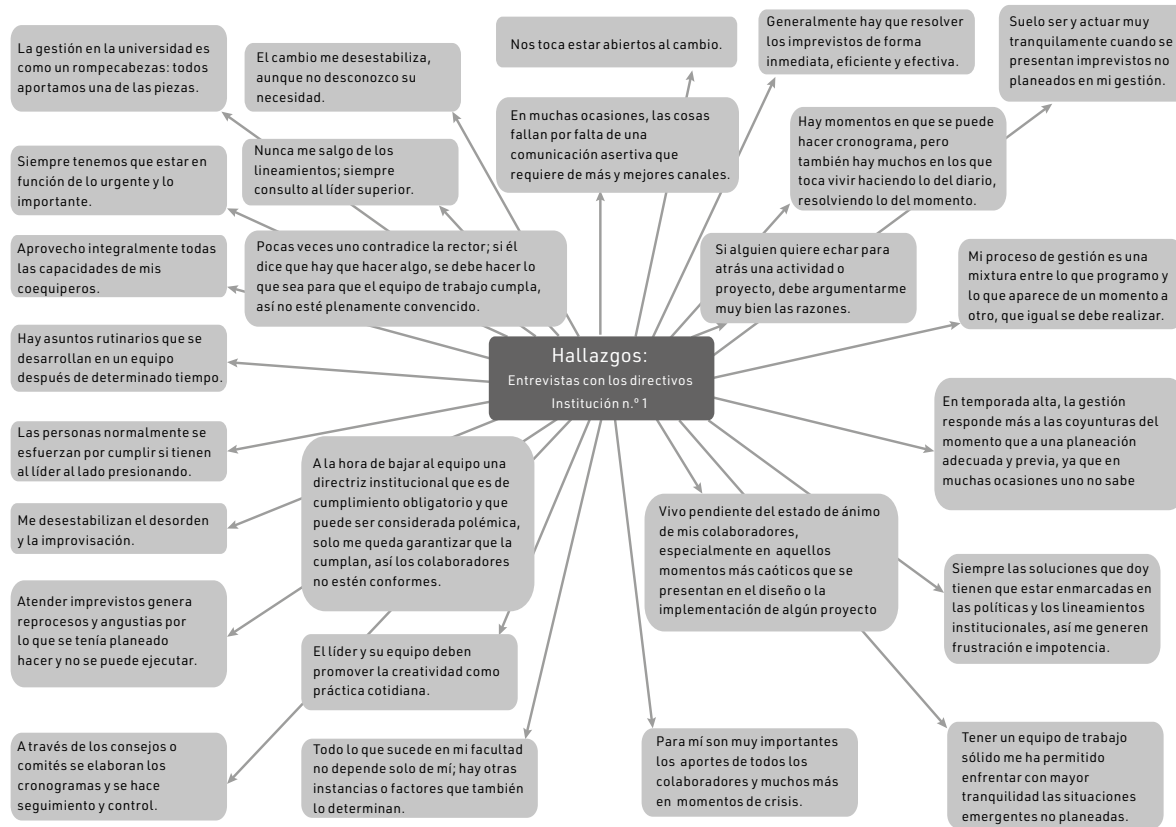 La gestión en la universidad es
como un rompecabezas: todos
aportamos una de las piezas.
El cambio me desestabiliza,
aunque no desconozco su
necesidad.
Nos toca estar abiertos al cambio.
Generalmente hay que resolver
los imprevistos de forma
inmediata, eficiente y efectiva.
Suelo ser y actuar muy
tranquilamente cuando se
presentan imprevistos no
planeados en mi gestión.
Siempre tenemos que estar en
función de lo urgente y lo
importante.
Nunca me salgo de los
lineamientos; siempre
consulto al líder superior.
En muchas ocasiones, las cosas
fallan por falta de una
comunicación asertiva que
requiere de más y mejores canales.
Hay momentos en que se puede
hacer cronograma, pero
también hay muchos en los que
toca vivir haciendo lo del diario,
resolviendo lo del momento.
Aprovecho integralmente todas
las capacidades de mis
coequiperos.
Pocas veces uno contradice la rector; si él
dice que hay que hacer algo, se debe hacer lo
que sea para que el equipo de trabajo cumpla,
así no esté plenamente convencido.
Si alguien quiere echar para
atrás una actividad o
proyecto, debe argumentarme
muy bien las razones.
Mi proceso de gestión es una
mixtura entre lo que programo y
lo que aparece de un momento a
otro, que igual se debe realizar.
Hay asuntos rutinarios que se
desarrollan en un equipo
después de determinado tiempo.
Hallazgos:
Entrevistas con los directivos
Institución n.º 1
En temporada alta, la gestión
responde más a las coyunturas del
momento que a una planeación
adecuada y previa, ya que en
muchas ocasiones uno no sabe
Las personas normalmente se
esfuerzan por cumplir si tienen
al líder al lado presionando.
A la hora de bajar al equipo una
directriz institucional que es de
cumplimiento obligatorio y que
puede ser considerada polémica,
solo me queda garantizar que la
cumplan, así los colaboradores
no estén conformes.
Vivo pendiente del estado de ánimo
de mis colaboradores,
especialmente en aquellos
momentos más caóticos que se
presentan en el diseño o la
implementación de algún proyecto
Me desestabilizan el desorden
y la improvisación.
Siempre las soluciones que doy
tienen que estar enmarcadas en
las políticas y los lineamientos
institucionales, así me generen
frustración e impotencia.
Atender imprevistos genera
reprocesos y angustias por
lo que se tenía planeado
hacer y no se puede ejecutar.
El líder y su equipo deben
promover la creatividad como
práctica cotidiana.
A través de los consejos o
comités se elaboran los
cronogramas y se hace
seguimiento y control.
Todo lo que sucede en mi facultad
no depende solo de mí; hay otras
instancias o factores que también
lo determinan.
Para mí son muy importantes
los aportes de todos los
colaboradores y muchos más
en momentos de crisis.
Tener un equipo de trabajo
sólido me ha permitido
enfrentar con mayor
tranquilidad las situaciones
emergentes no planeadas.